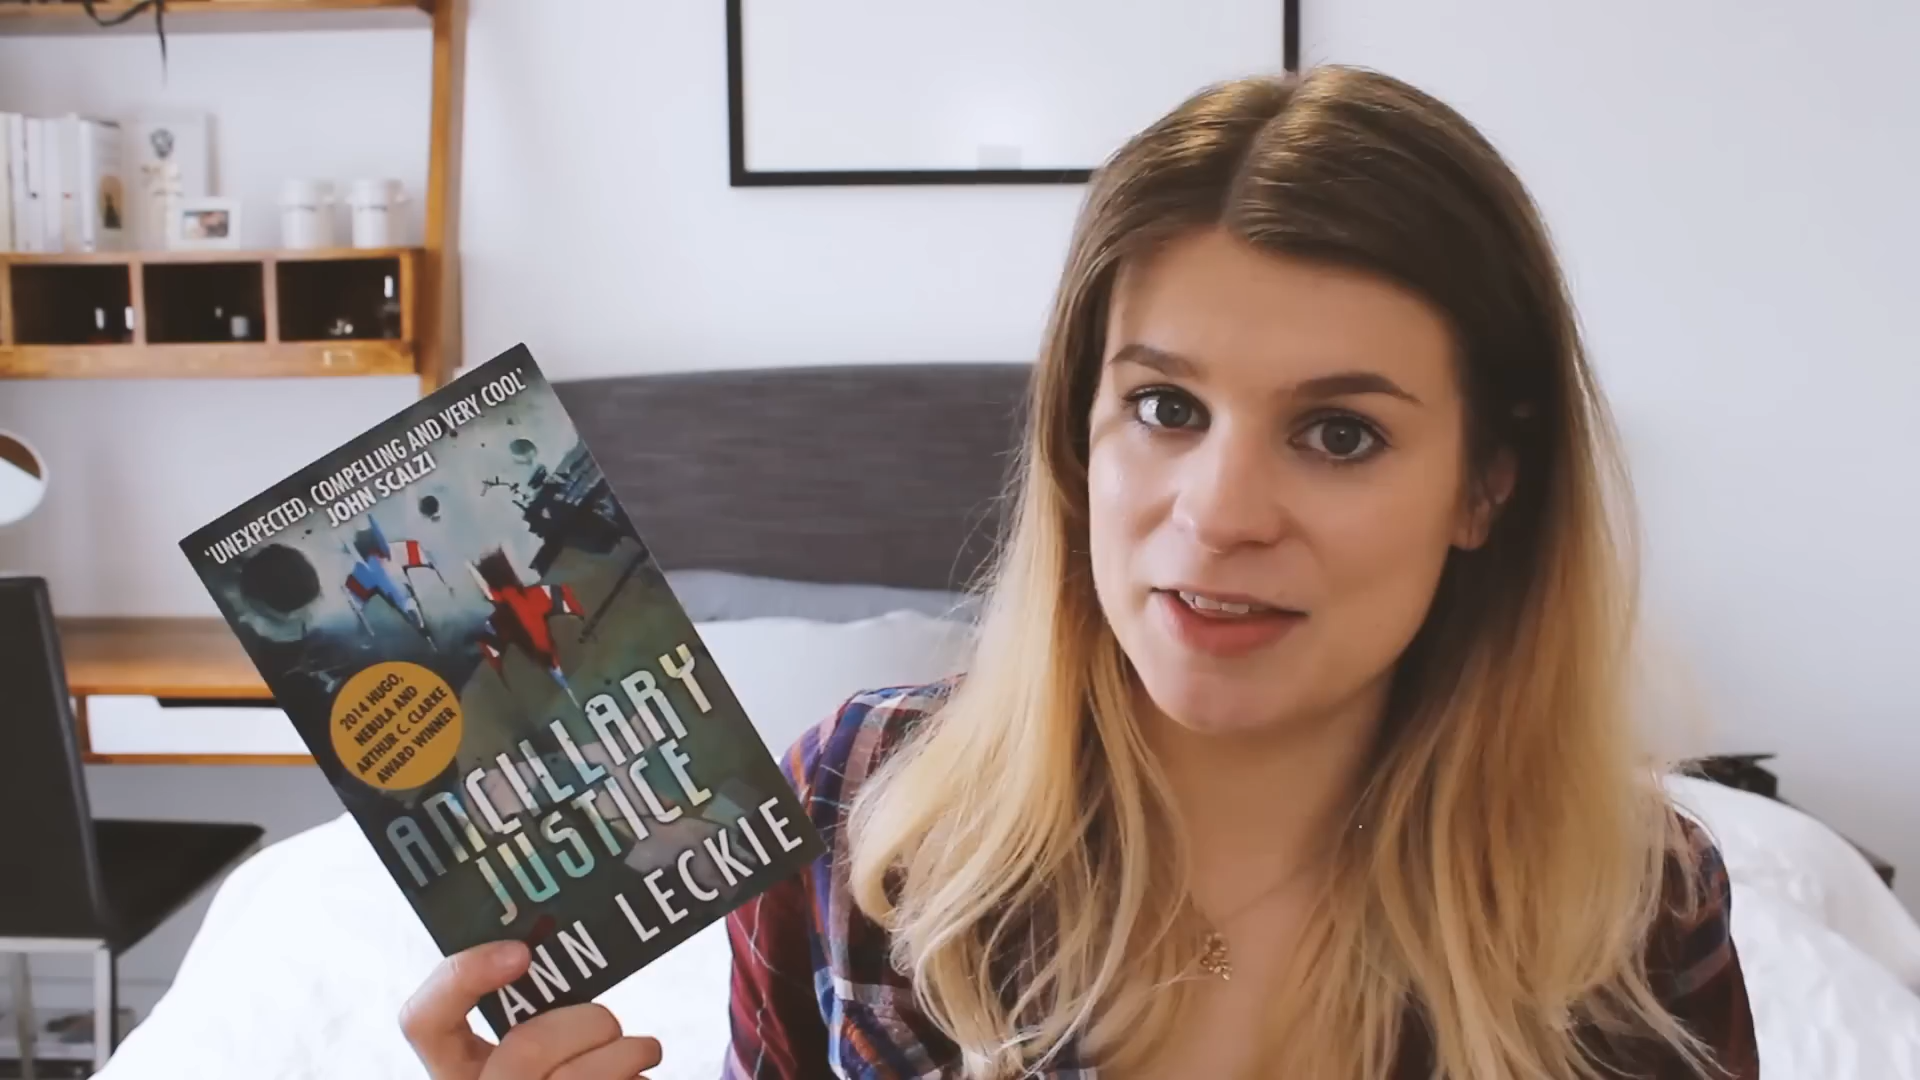 'UNEXPECTED, COMPELLING AND VERY COOL'
JOHN SCALZI
2014 HUGO,
NEBULA AND
ARTHUR C. CLARKE
AWARD WINNER
ANCILLARY
JUSTICE
ANN LECKIE